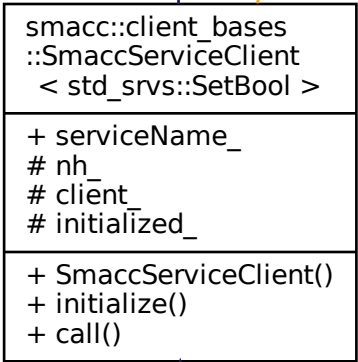 smacc::client_bases
::SmaccServiceClient
< std_srvs::SetBool >
+ serviceName_
# nh_
# client_
# initialized_
+ SmaccServiceClient()
+ initialize()
+ call()